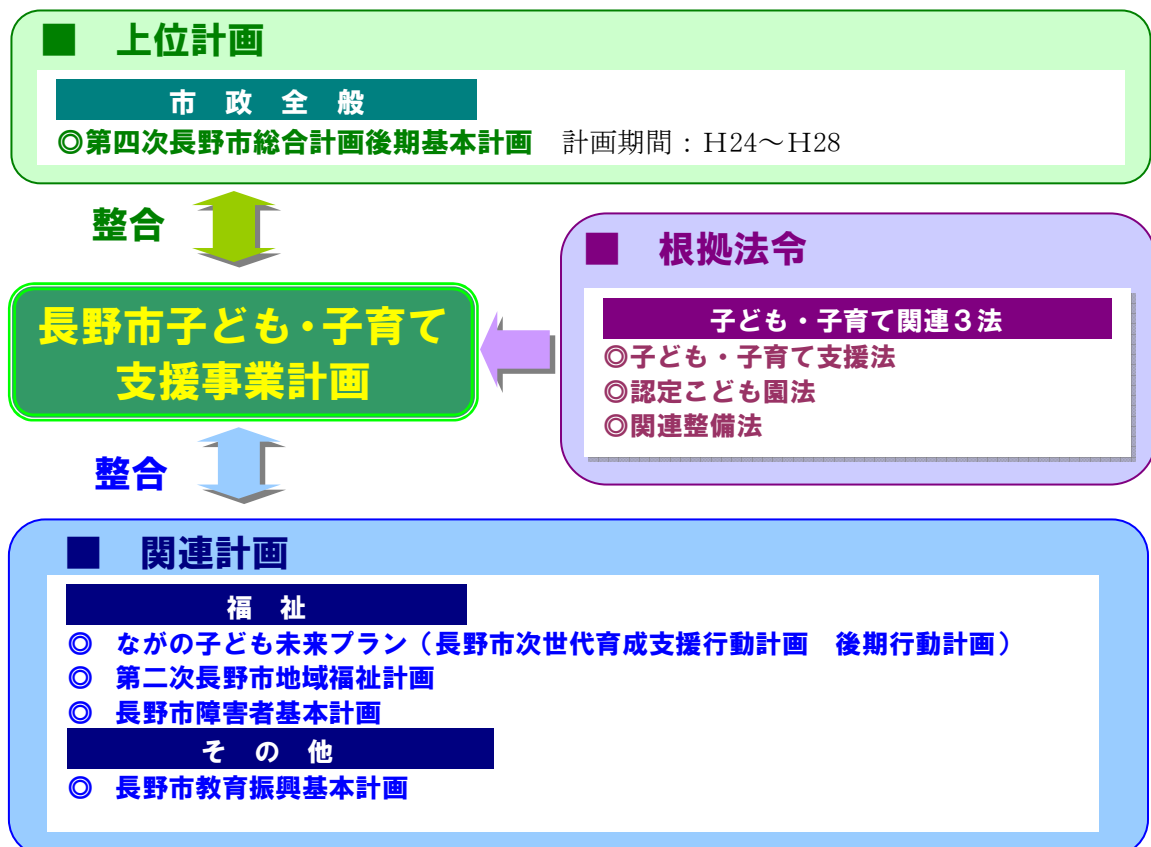 ■ 上位計画
市 政 全 般
◎第四次長野市総合計画後期基本計画 計画期間：H24～H28
整合
■ 根拠法令
子ども・子育て関連３法
◎子ども・子育て支援法
◎認定こども園法
◎関連整備法
長野市子ども・子育て
支援事業計画
整合
■ 関連計画
福 祉
◎ ながの子ども未来プラン（長野市次世代育成支援行動計画 後期行動計画）
◎ 第二次長野市地域福祉計画
◎ 長野市障害者基本計画
そ の 他
◎ 長野市教育振興基本計画